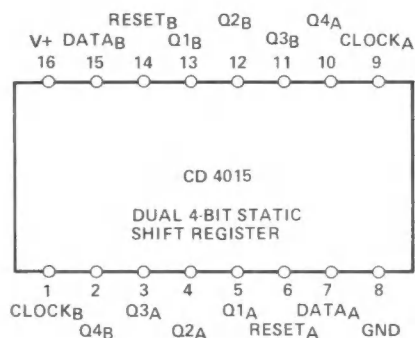 RESETB Q2B Q4A
V+ DATAB Q1B Q3B CLOCKA
16 15 14 13 12 11 10 9
CD 4015
DUAL 4-BIT STATIC
SHIFT REGISTER
1 2 3 4 5 6 7 8
CLOCKB Q3A Q1A DATAA
Q4B Q2A RESETA GND